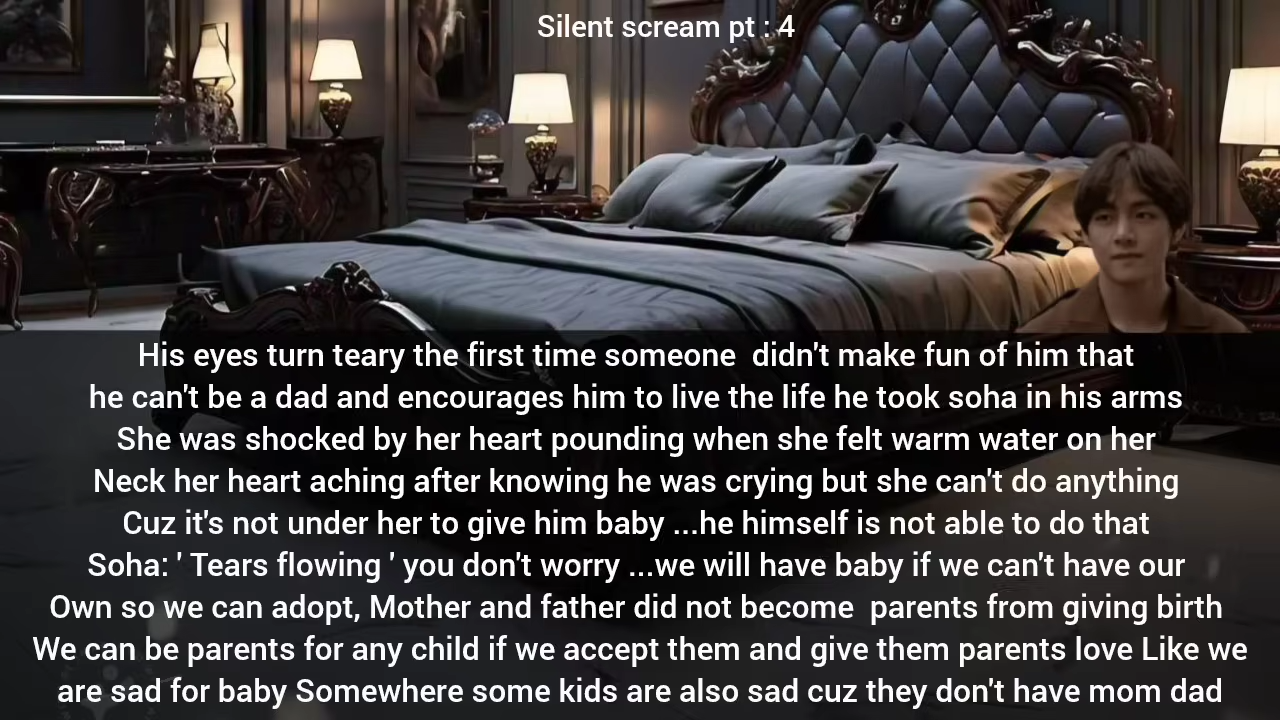 Silent scream pt : 4
His eyes turn teary the first time someone  didn't make fun of him that
he can't be a dad and encourages him to live the life he took soha in his arms
She was shocked by her heart pounding when she felt warm water on her
Neck her heart aching after knowing he was crying but she can't do anything
Cuz it's not under her to give him baby ...he himself is not able to do that
Soha: ' Tears flowing ' you don't worry ...we will have baby if we can't have our
Own so we can adopt, Mother and father did not become  parents from giving birth
We can be parents for any child if we accept them and give them parents love Like we
are sad for baby Somewhere some kids are also sad cuz they don't have mom dad